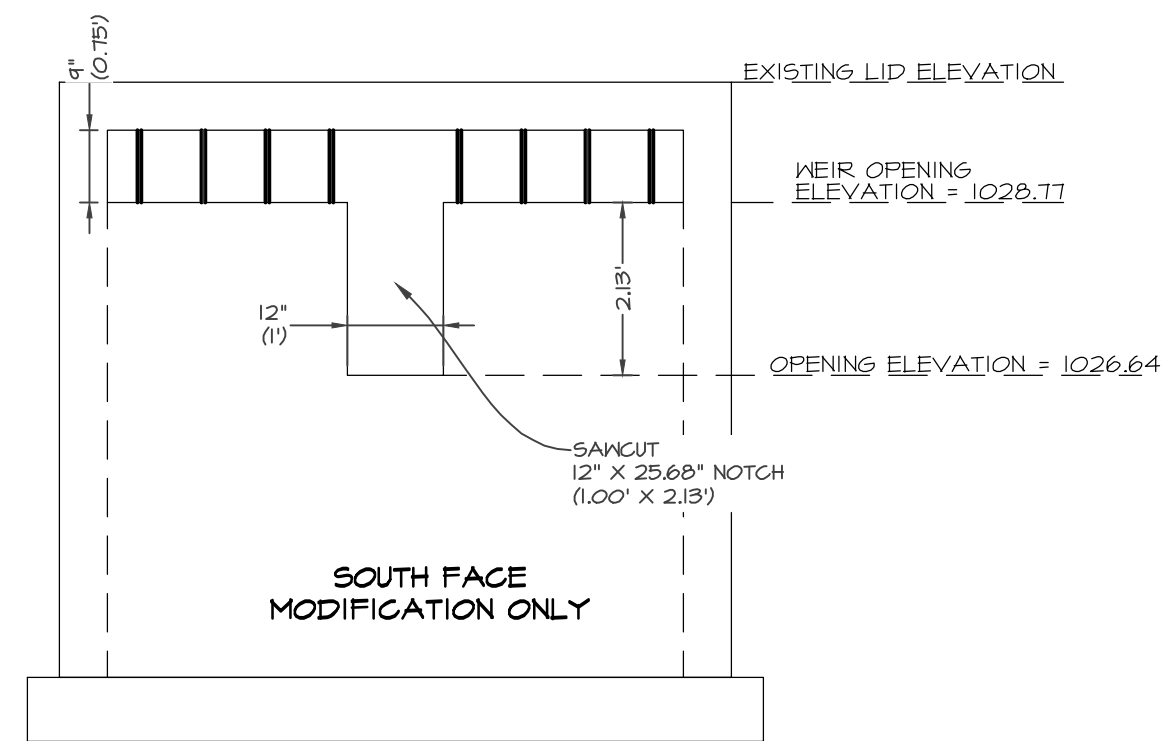 9"
(0.75')
EXISTING LID ELEVATION
WEIR OPENING
ELEVATION = 1028.77
2.13'
12"
(1')
OPENING ELEVATION = 1026.64
SAWCUT
12" X 25.68" NOTCH
(1.00' X 2.13')
SOUTH FACE
MODIFICATION ONLY